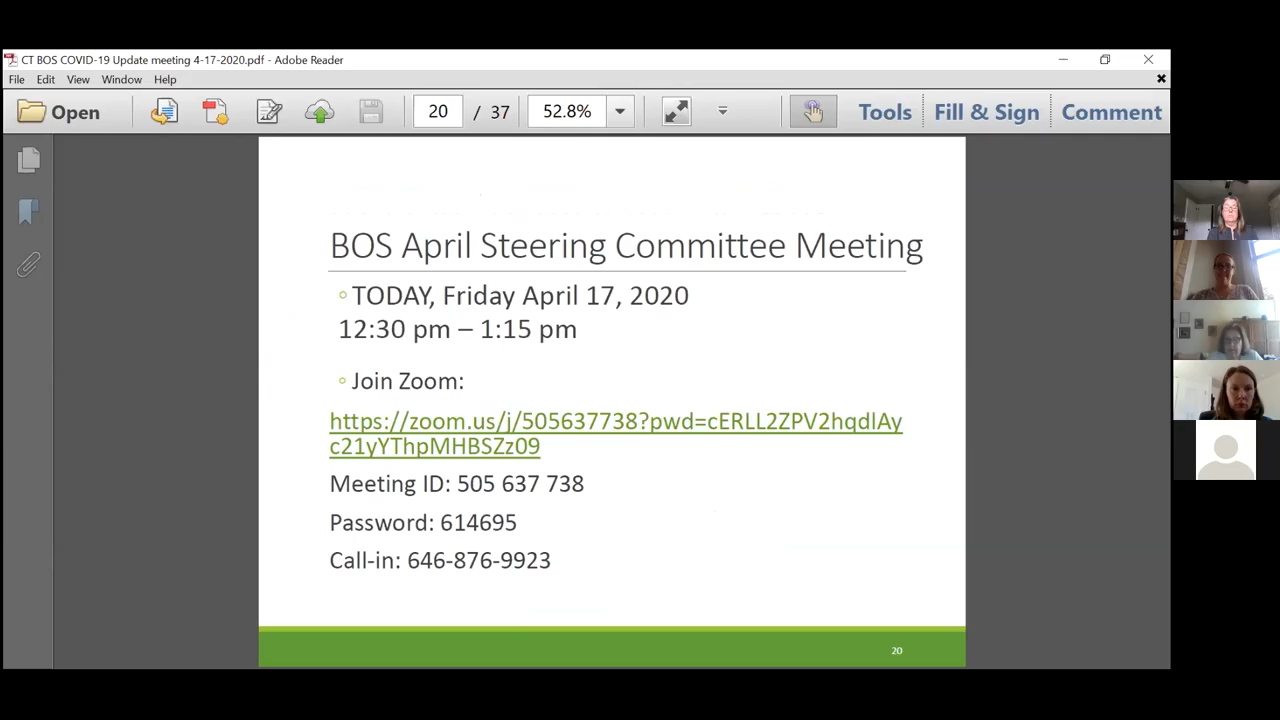 CT BOS COVID-19 Update meeting 4-17-2020.pdf - Adobe Reader
File Edit View Window Help
Open 20 / 37 52.8% Tools Fill & Sign Comment
BOS April Steering Committee Meeting
TODAY, Friday April 17, 2020
12:30 pm – 1:15 pm
Join Zoom:
https://zoom.us/j/505637738?pwd=cERLL2ZPV2hqdlAy
c21yYThpMHBSZz09
Meeting ID: 505 637 738
Password: 614695
Call-in: 646-876-9923
20